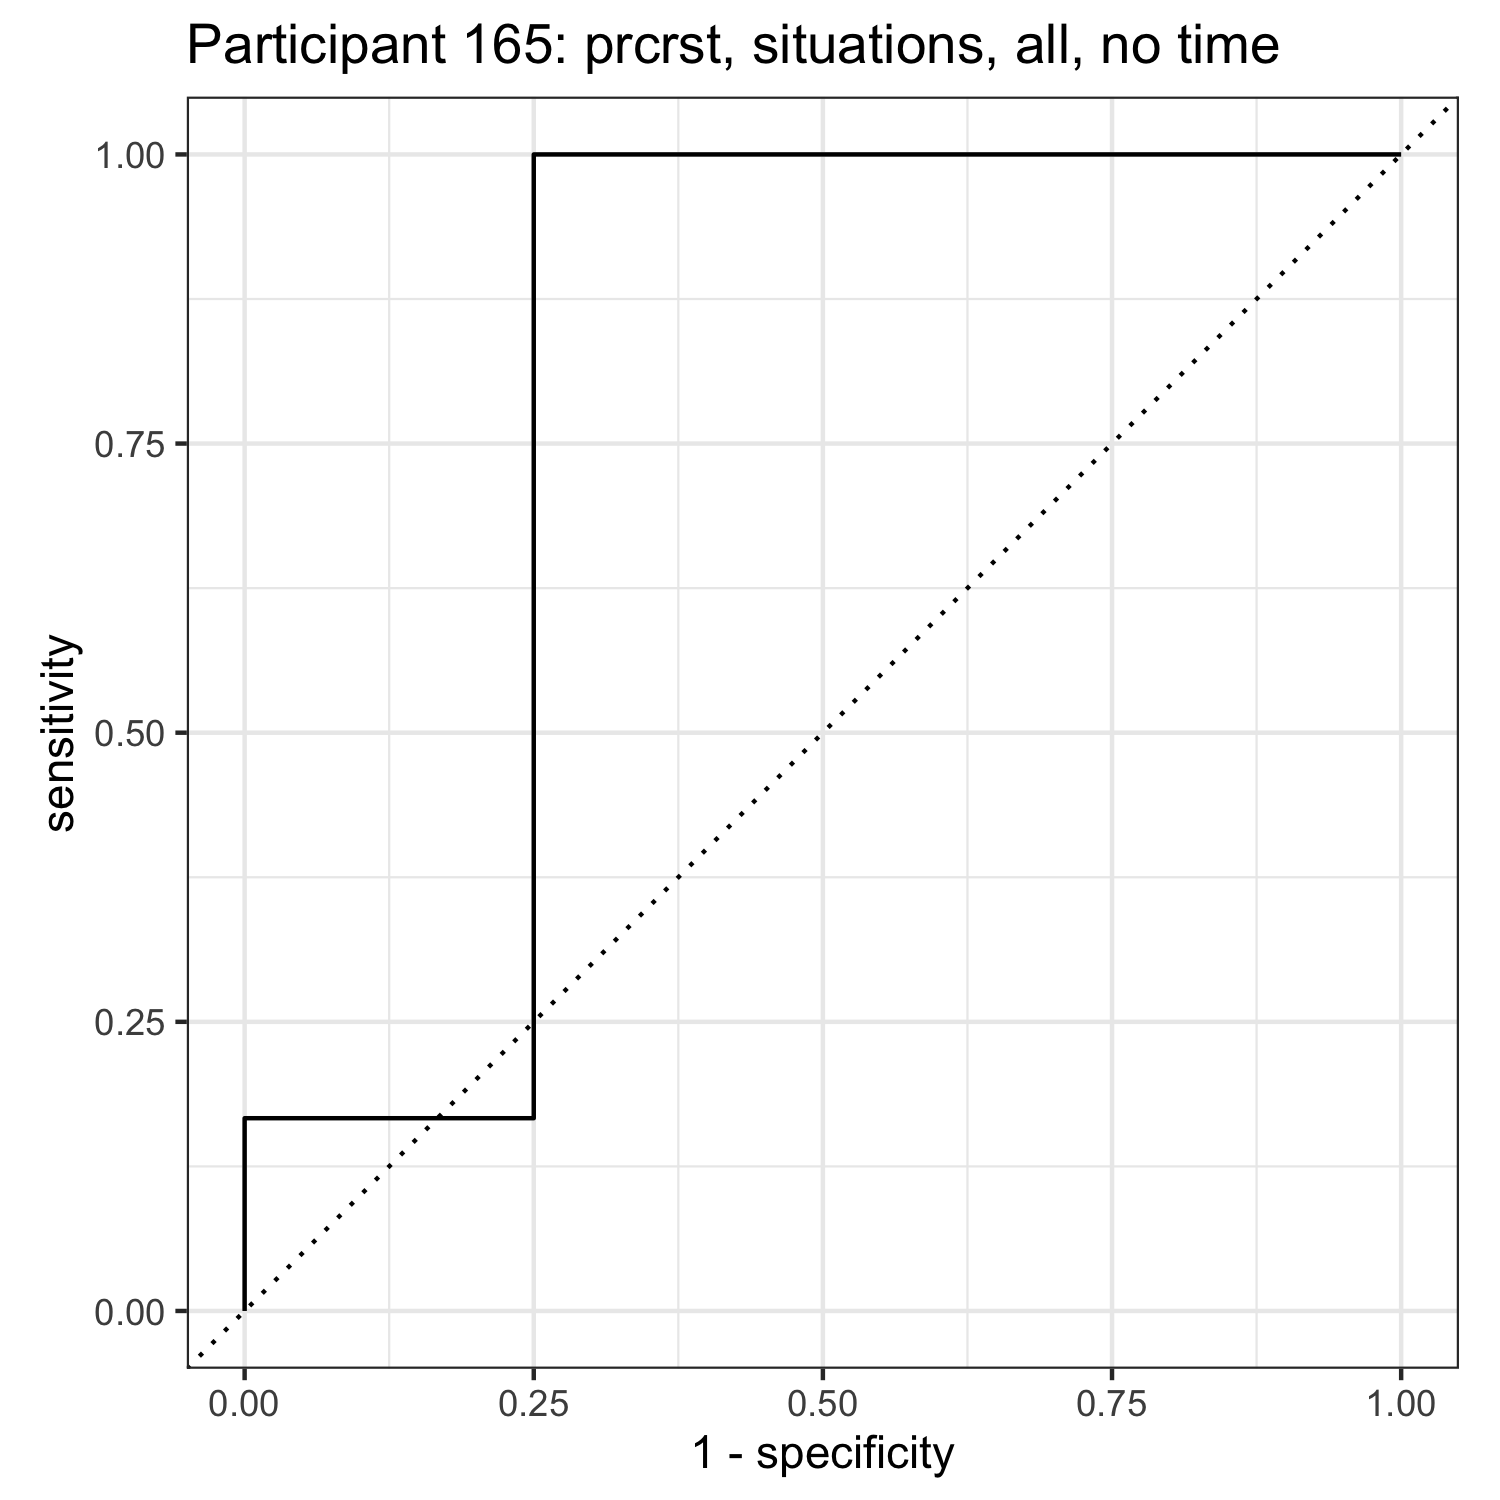 Participant 165: prcrst, situations, all, no time
1.00
0.75
0.50
0.25
0.00
sensitivity
0.00 0.25 0.50 0.75 1.00
1 - specificity